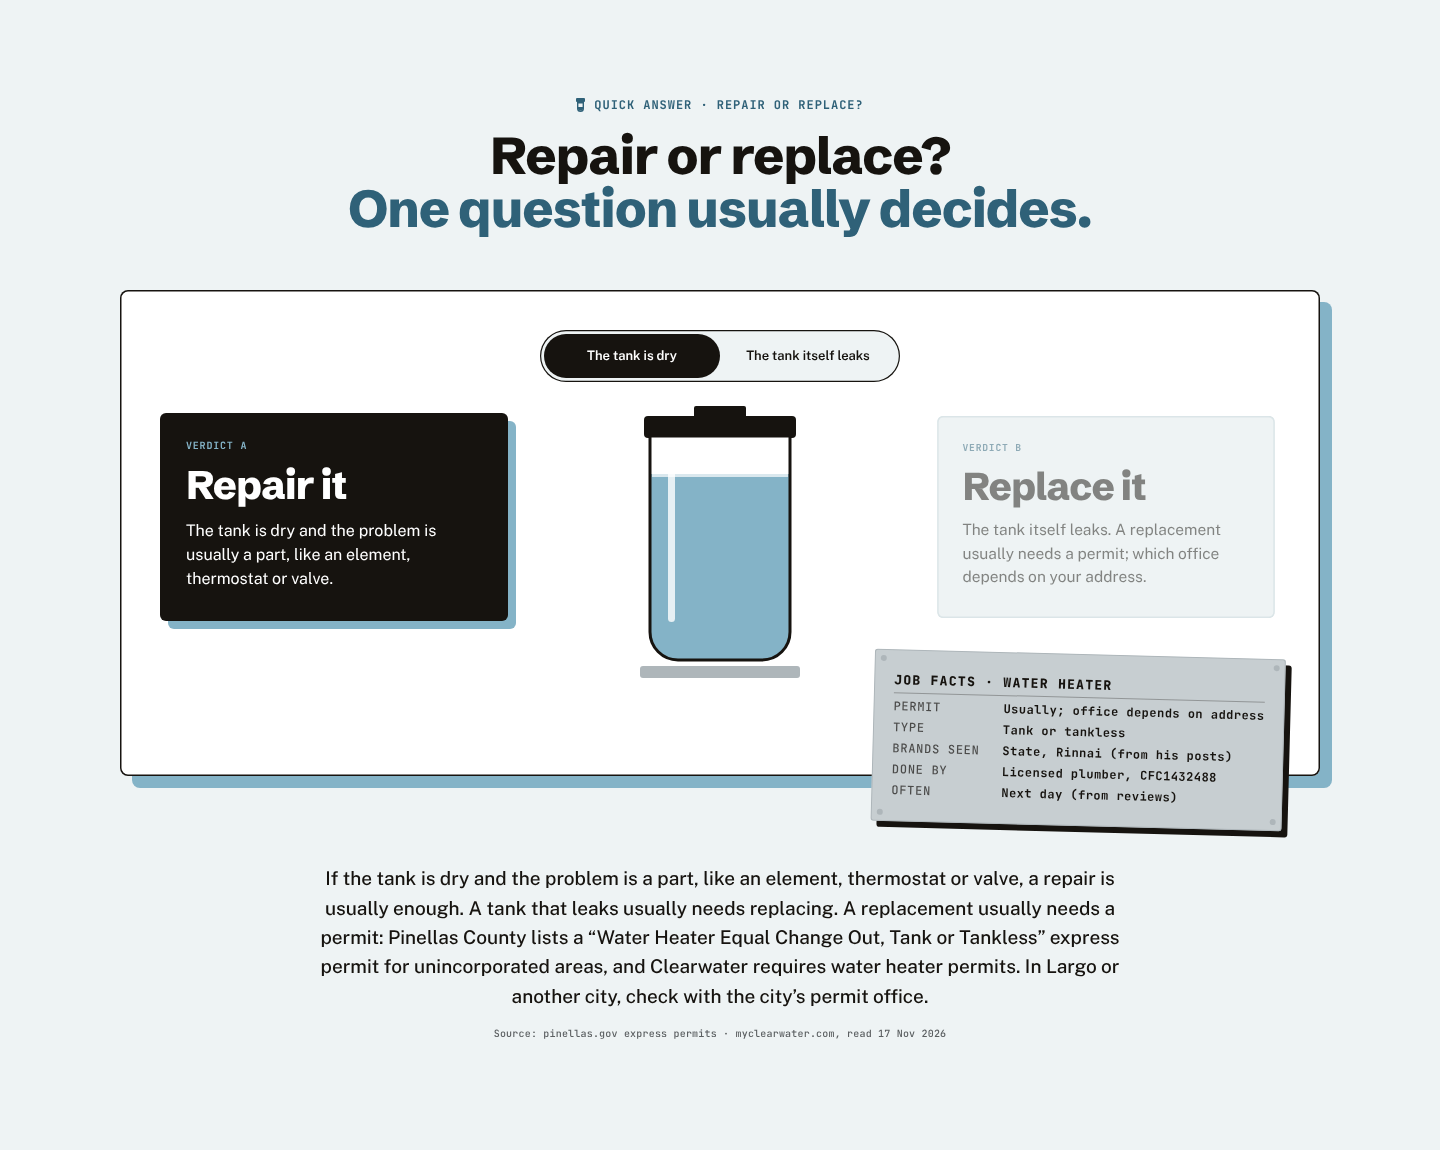 QUICK ANSWER · REPAIR OR REPLACE?
Repair or replace?
One question usually decides.
The tank is dry
The tank itself leaks
VERDICT A
Repair it
The tank is dry and the problem is
usually a part, like an element,
thermostat or valve.
VERDICT B
Replace it
The tank itself leaks. A replacement
usually needs a permit; which office
depends on your address.
JOB FACTS · WATER HEATER
PERMIT Usually; office depends on address
TYPE Tank or tankless
BRANDS SEEN State, Rinnai (from his posts)
DONE BY Licensed plumber, CFC1432488
OFTEN Next day (from reviews)
If the tank is dry and the problem is a part, like an element, thermostat or valve, a repair is
usually enough. A tank that leaks usually needs replacing. A replacement usually needs a
permit: Pinellas County lists a “Water Heater Equal Change Out, Tank or Tankless” express
permit for unincorporated areas, and Clearwater requires water heater permits. In Largo or
another city, check with the city’s permit office.
Source: pinellas.gov express permits · myclearwater.com, read 17 Nov 2026